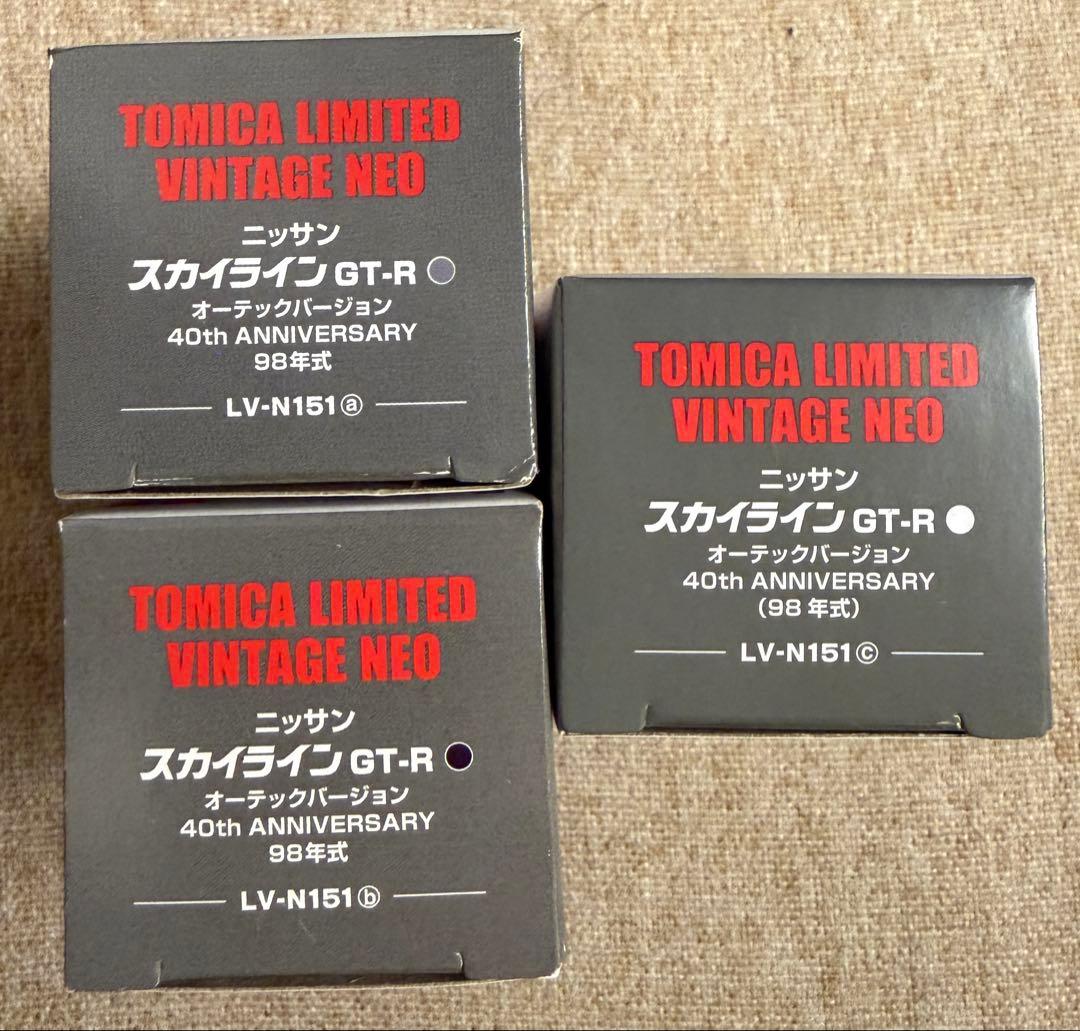 TOMICA LIMITED
VINTAGE NEO
ニッサン
スカイライン GT-R
オーテックバージョン
40th ANNIVERSARY
98年式
LV-N151ⓐ
TOMICA LIMITED
VINTAGE NEO
ニッサン
スカイライン GT-R
オーテックバージョン
40th ANNIVERSARY
98年式
LV-N151ⓑ
TOMICA LIMITED
VINTAGE NEO
ニッサン
スカイライン GT-R
オーテックバージョン
40th ANNIVERSARY
(98 年式)
LV-N151ⓒ